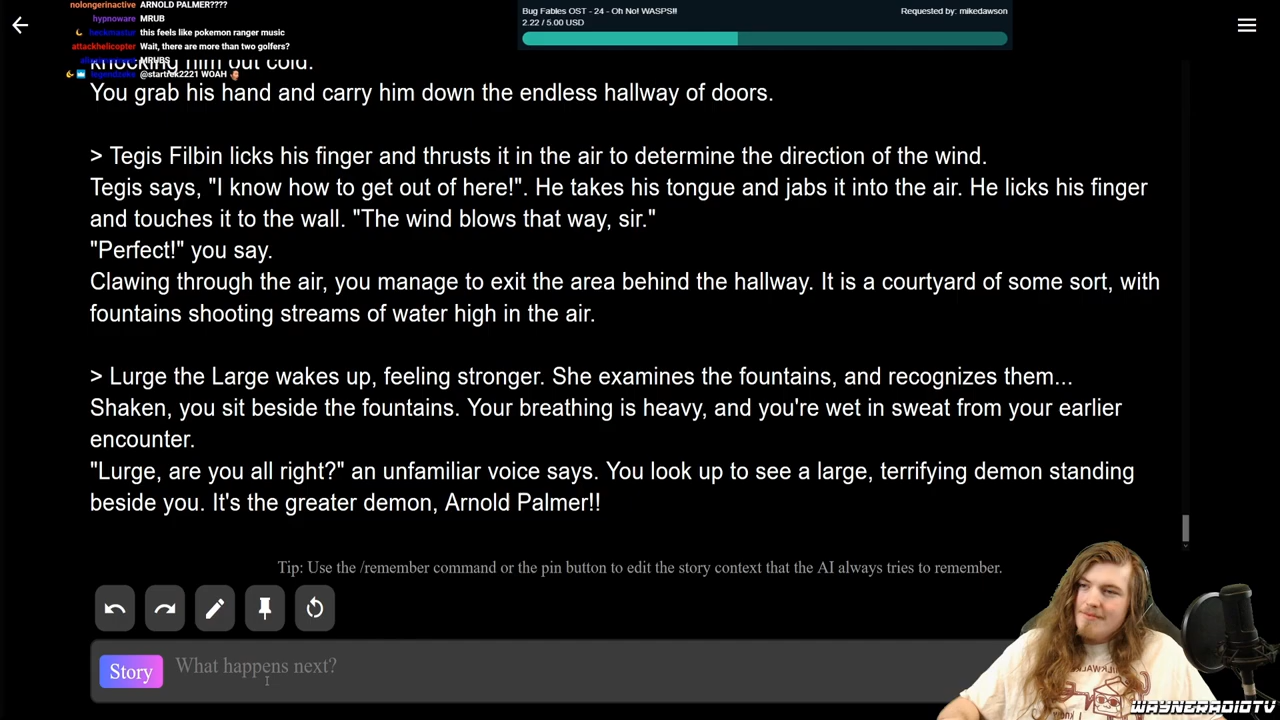 nolongerinactive ARNOLD PALMER????
hypnoware MRUB
heckmaster this feels like pokemon ranger music
attackhelicopter Wait, there are more than two golfers?
MRUBS
legendzekx @startrek2221 WOAH
Bug Fables OST - 24 - Oh No! WASPS!!
Requested by: mikedawson
2.22 / 5.00 USD
knocking him out cold.
You grab his hand and carry him down the endless hallway of doors.
> Tegis Filbin licks his finger and thrusts it in the air to determine the direction of the wind.
Tegis says, "I know how to get out of here!". He takes his tongue and jabs it into the air. He licks his finger
and touches it to the wall. "The wind blows that way, sir."
"Perfect!" you say.
Clawing through the air, you manage to exit the area behind the hallway. It is a courtyard of some sort, with
fountains shooting streams of water high in the air.
> Lurge the Large wakes up, feeling stronger. She examines the fountains, and recognizes them...
Shaken, you sit beside the fountains. Your breathing is heavy, and you're wet in sweat from your earlier
encounter.
"Lurge, are you all right?" an unfamiliar voice says. You look up to see a large, terrifying demon standing
beside you. It's the greater demon, Arnold Palmer!!
Tip: Use the /remember command or the pin button to edit the story context that the AI always tries to remember.
Story What happens next?
WAYNERADIOTV